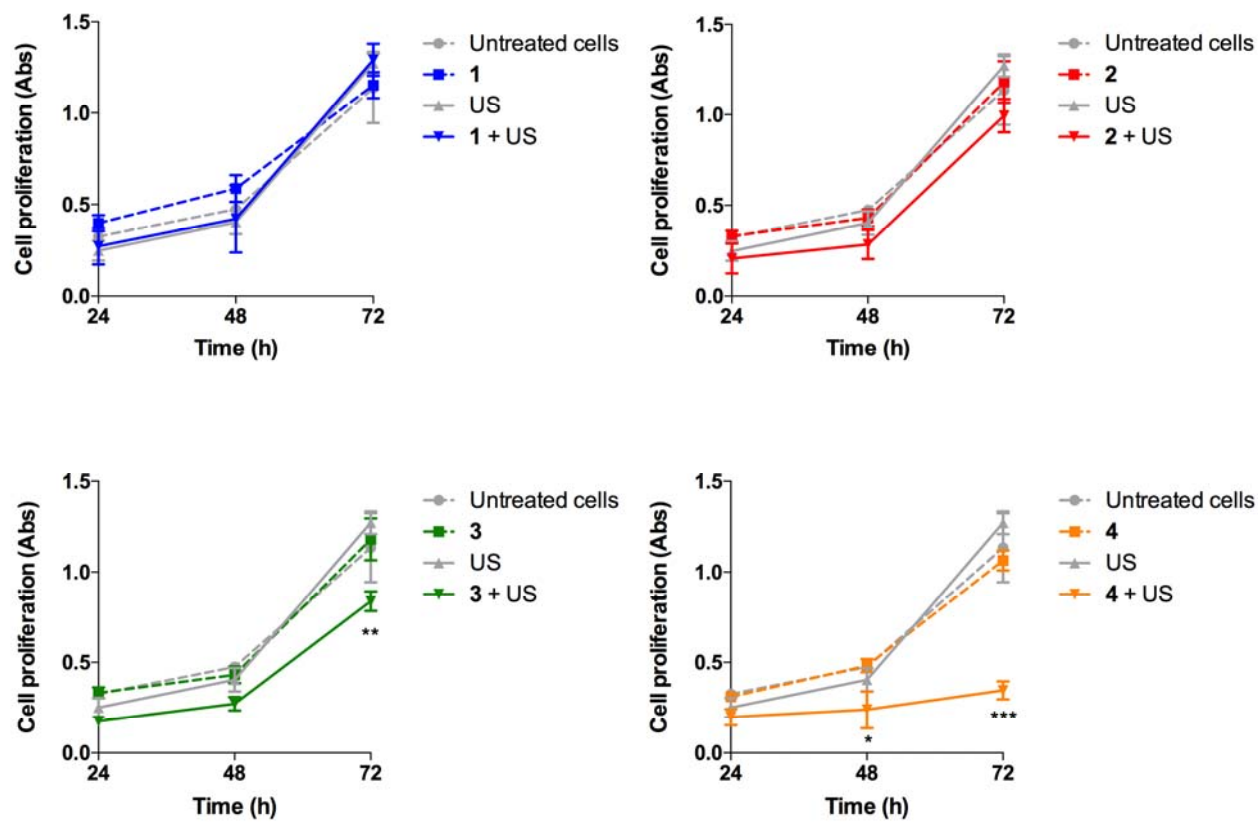 Cell proliferation (Abs)
1.5
1.0
0.5
0.0
24 48 72
Time (h)
Untreated cells
1
US
1 + US
Cell proliferation (Abs)
1.5
1.0
0.5
0.0
24 48 72
Time (h)
Untreated cells
2
US
2 + US
Cell proliferation (Abs)
1.5
1.0
0.5
0.0
**
24 48 72
Time (h)
Untreated cells
3
US
3 + US
Cell proliferation (Abs)
1.5
1.0
0.5
0.0
* ***
24 48 72
Time (h)
Untreated cells
4
US
4 + US